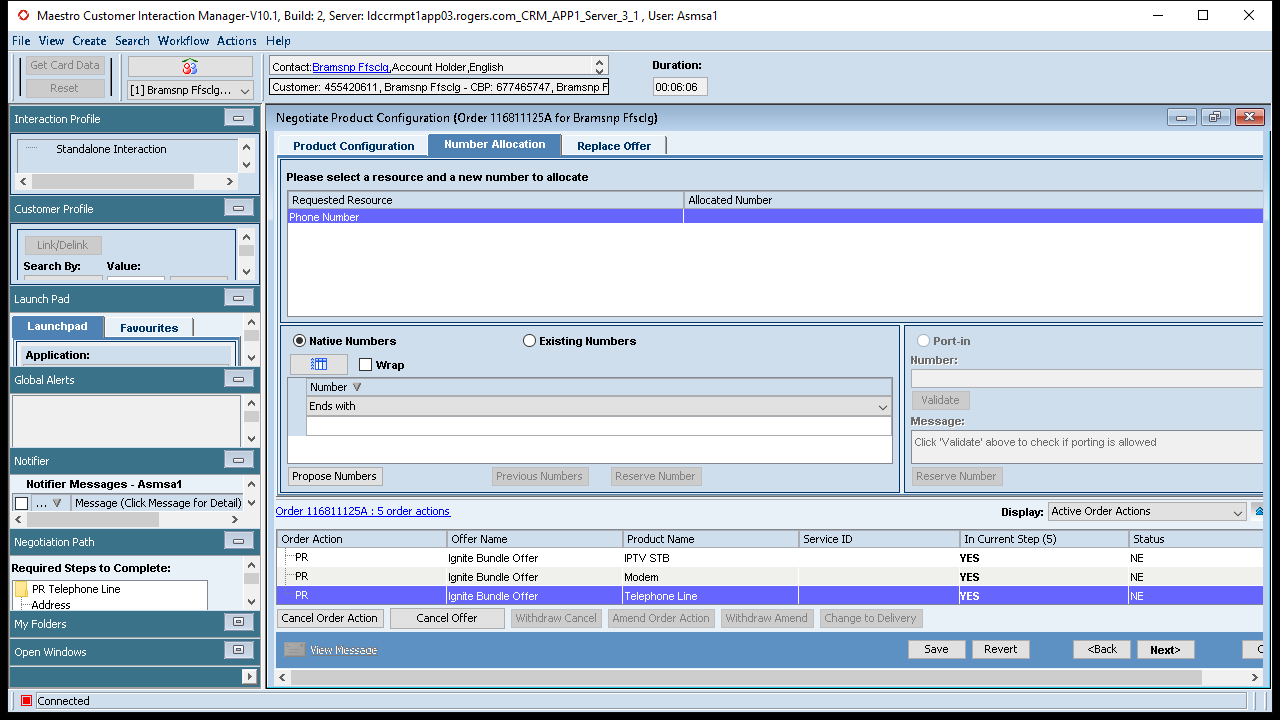 Maestro Customer Interaction Manager-V10.1, Build: 2, Server: ldccrmpt1app03.rogers.com_CRM_APP1_Server_3_1 , User: Asmsa1
File View Create Search Workflow Actions Help
Get Card Data
Reset
[1] Bramsnp Ffsclg...
Contact:Bramsnp Ffsclg,Account Holder,English
Customer: 455420611, Bramsnp Ffsclg - CBP: 677465747, Bramsnp F
Duration:
00:06:06
Interaction Profile
Standalone Interaction
Customer Profile
Link/Delink
Search By: Value:
Launch Pad
Launchpad Favourites
Application:
Global Alerts
Notifier
Notifier Messages - Asmsa1
... Message (Click Message for Detail)
Negotiation Path
Required Steps to Complete:
PR Telephone Line
Address
My Folders
Open Windows
Negotiate Product Configuration (Order 116811125A for Bramsnp Ffsclg)
Product Configuration Number Allocation Replace Offer
Please select a resource and a new number to allocate
Requested Resource Allocated Number
Phone Number
Native Numbers Existing Numbers
Wrap
Number
Ends with
Propose Numbers Previous Numbers Reserve Number
Port-in
Number:
Validate
Message:
Click 'Validate' above to check if porting is allowed
Reserve Number
Order 116811125A : 5 order actions
Display: Active Order Actions
Order Action Offer Name Product Name Service ID In Current Step (5) Status
PR Ignite Bundle Offer IPTV STB YES NE
PR Ignite Bundle Offer Modem YES NE
PR Ignite Bundle Offer Telephone Line YES NE
Cancel Order Action Cancel Offer Withdraw Cancel Amend Order Action Withdraw Amend Change to Delivery
View Message Save Revert <Back Next>
Connected